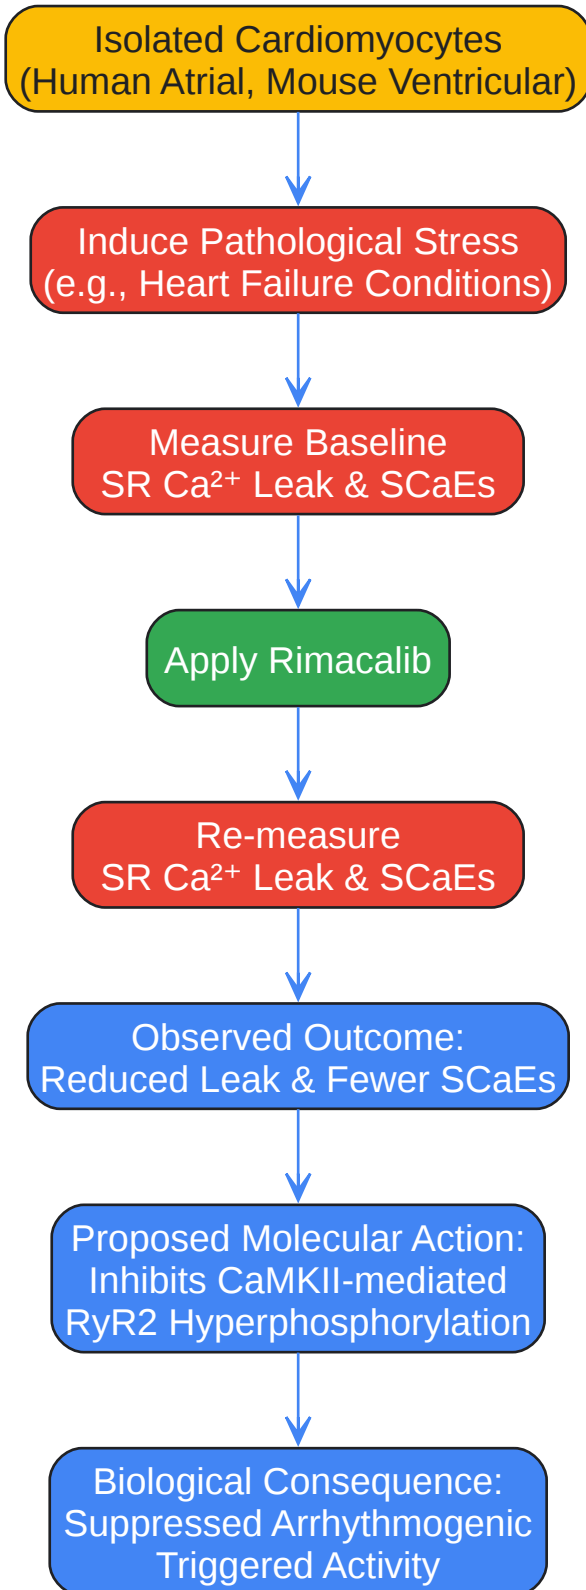 Isolated Cardiomyocytes
(Human Atrial, Mouse Ventricular)
Induce Pathological Stress
(e.g., Heart Failure Conditions)
Measure Baseline
SR Ca²⁺ Leak & SCaEs
Apply Rimacalib
Re-measure
SR Ca²⁺ Leak & SCaEs
Observed Outcome:
Reduced Leak & Fewer SCaEs
Proposed Molecular Action:
Inhibits CaMKII-mediated
RyR2 Hyperphosphorylation
Biological Consequence:
Suppressed Arrhythmogenic
Triggered Activity